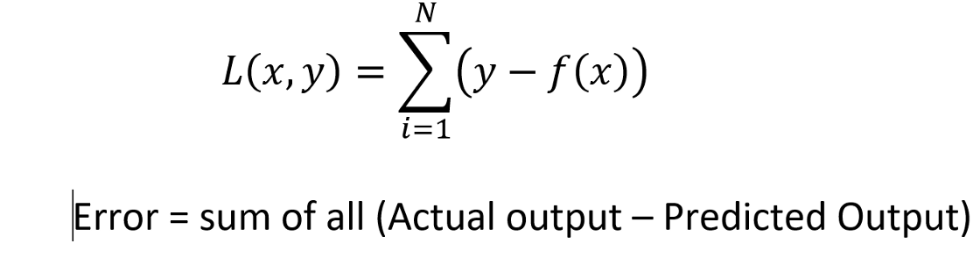 N
L(x, y) = ∑(y − f(x))
i=1
Error = sum of all (Actual output – Predicted Output)